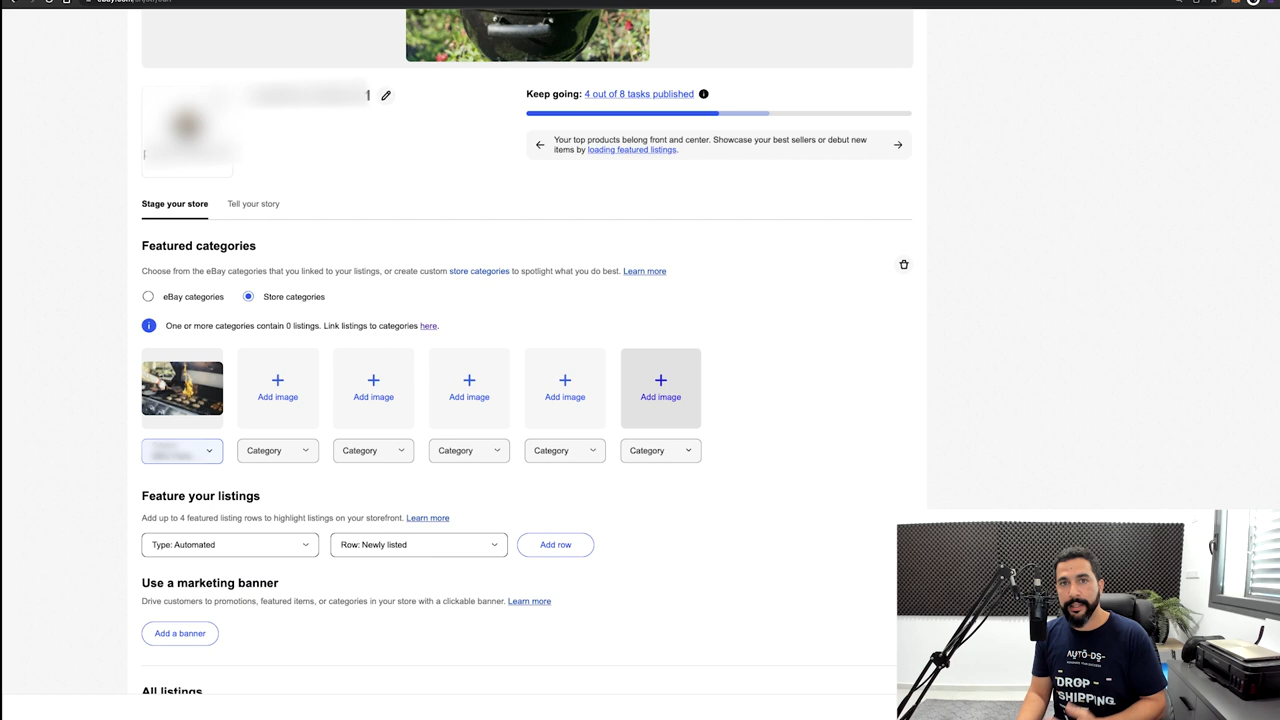 Keep going: 4 out of 8 tasks published
Your top products belong front and center. Showcase your best sellers or debut new
items by loading featured listings.
Stage your store
Tell your story
Featured categories
Choose from the eBay categories that you linked to your listings, or create custom store categories to spotlight what you do best. Learn more
eBay categories
Store categories
One or more categories contain 0 listings. Link listings to categories here.
Add image
Add image
Add image
Add image
Add image
Category
Category
Category
Category
Category
Feature your listings
Add up to 4 featured listing rows to highlight listings on your storefront. Learn more
Type: Automated
Row: Newly listed
Add row
Use a marketing banner
Drive customers to promotions, featured items, or categories in your store with a clickable banner. Learn more
Add a banner
All listings
AUTO-DS
DROP
SHIPPING